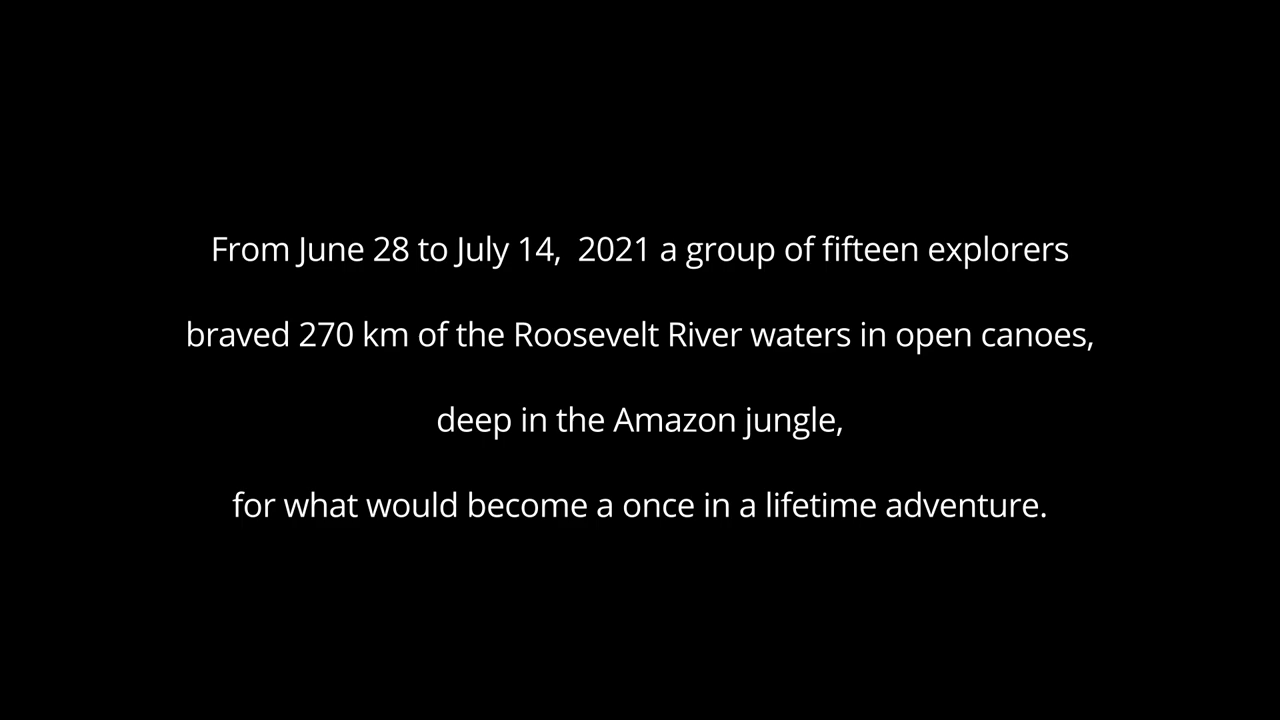 From June 28 to July 14,  2021 a group of fifteen explorers
braved 270 km of the Roosevelt River waters in open canoes,
deep in the Amazon jungle,
for what would become a once in a lifetime adventure.